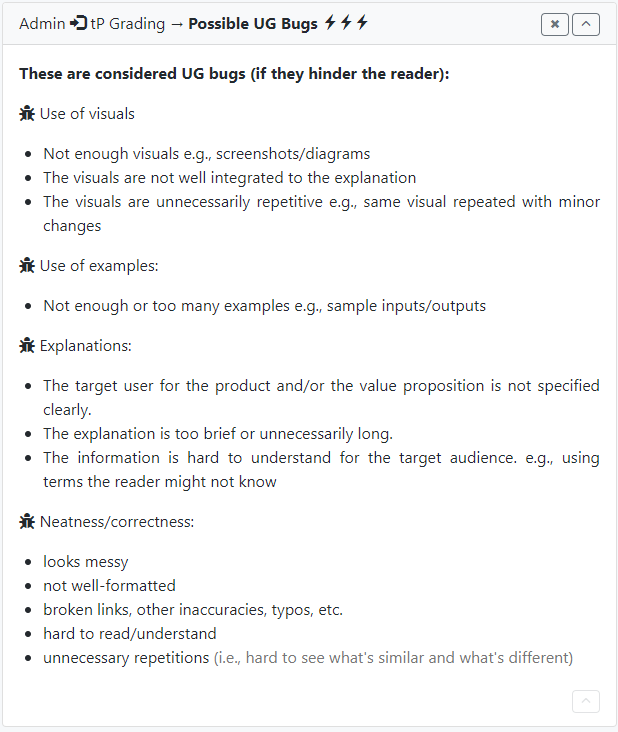 Admin tP Grading → Possible UG Bugs
These are considered UG bugs (if they hinder the reader):
Use of visuals
• Not enough visuals e.g., screenshots/diagrams
• The visuals are not well integrated to the explanation
• The visuals are unnecessarily repetitive e.g., same visual repeated with minor
changes
Use of examples:
• Not enough or too many examples e.g., sample inputs/outputs
Explanations:
• The target user for the product and/or the value proposition is not specified
clearly.
• The explanation is too brief or unnecessarily long.
• The information is hard to understand for the target audience. e.g., using
terms the reader might not know
Neatness/correctness:
• looks messy
• not well-formatted
• broken links, other inaccuracies, typos, etc.
• hard to read/understand
• unnecessary repetitions (i.e., hard to see what's similar and what's different)